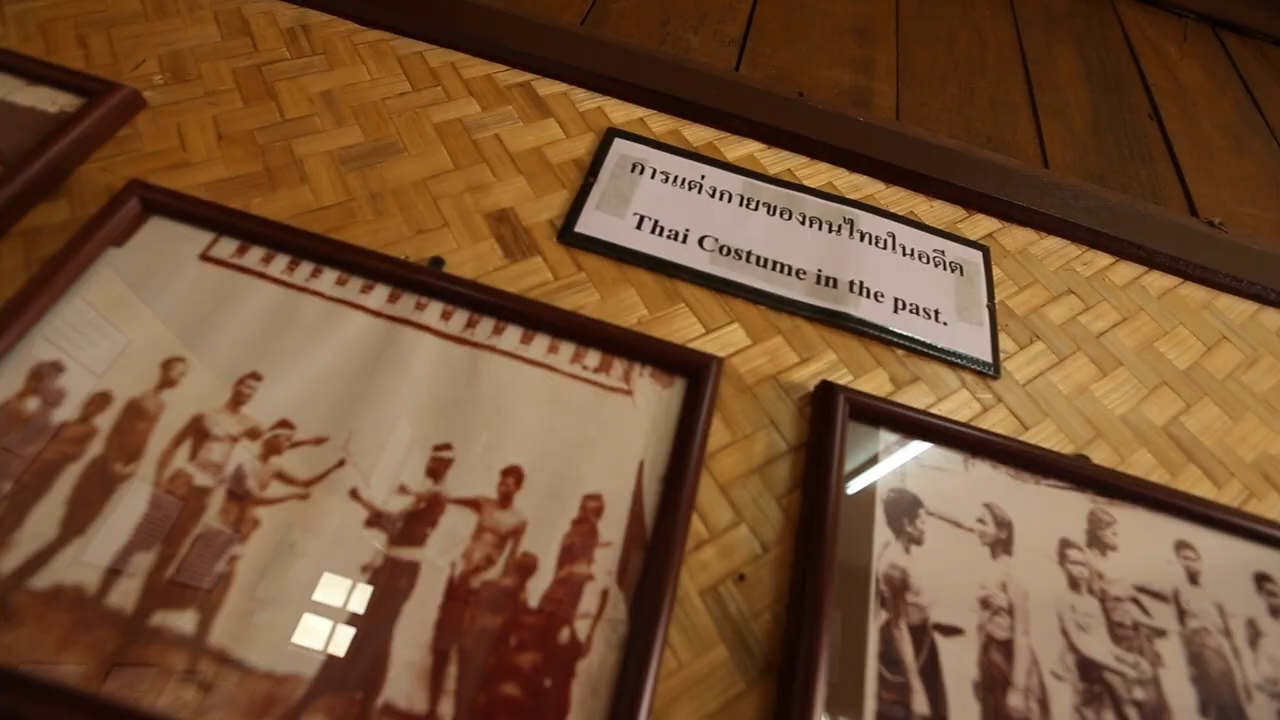 การแต่งกายของคนไทยในอดีต
Thai Costume in the past.